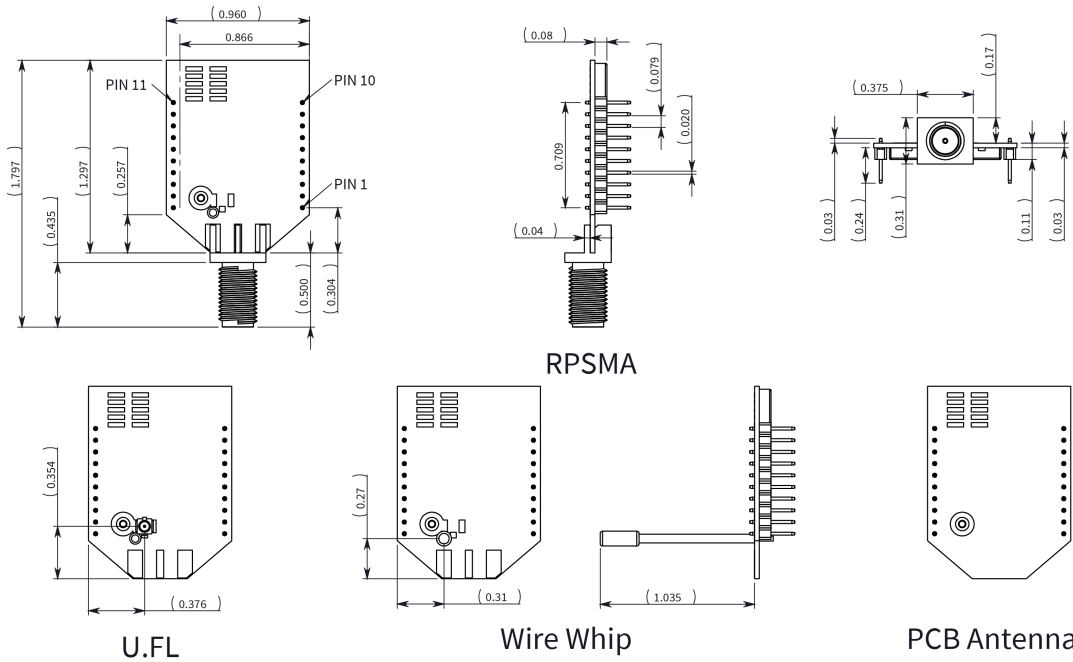 ( 0.960 )
0.866
PIN 11
PIN 10
PIN 1
( 1.797 )
( 1.297 )
( 0.257 )
( 0.435 )
( 0.500 )
( 0.304 )
( 0.08 )
( 0.079 )
( 0.020 )
0.709
( 0.04 )
( 0.17 )
( 0.375 )
( 0.03 )
( 0.24 )
( 0.31 )
( 0.11 )
( 0.03 )
RPSMA
( 0.354 )
( 0.376 )
U.FL
( 0.27 )
( 0.31 )
( 1.035 )
Wire Whip
PCB Antenna